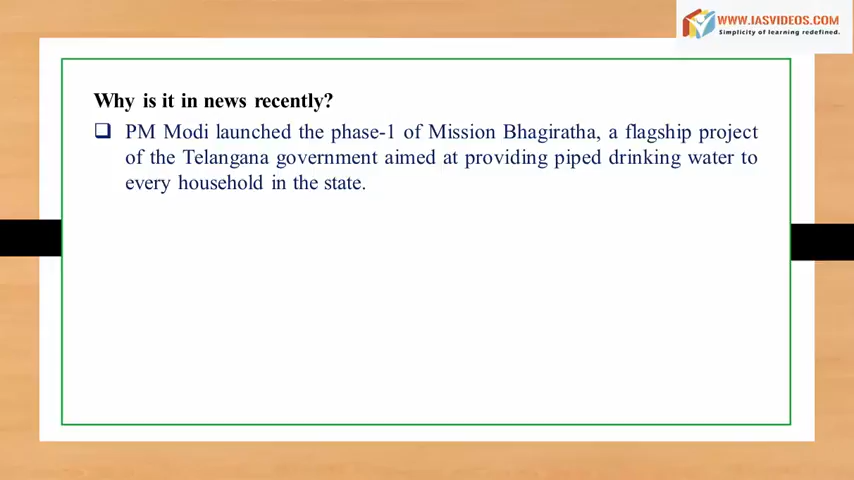 WWW.IASVIDEOS.COM
Simplicity of learning redefined.
Why is it in news recently?
PM Modi launched the phase-1 of Mission Bhagiratha, a flagship project
of the Telangana government aimed at providing piped drinking water to
every household in the state.